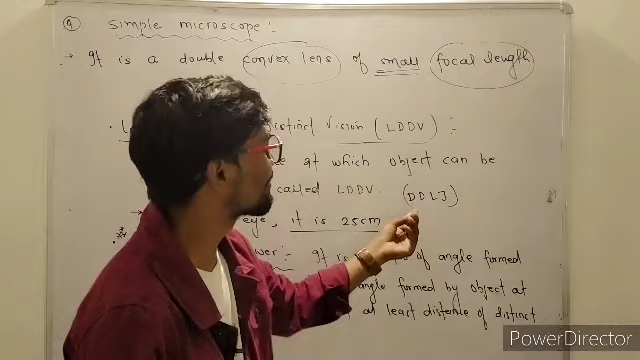 Simple microscope :-
→ It is a double convex lens of small focal length
istinct Vision (LDDV) :-
at which object can be
called LDDV. (DDLJ)
eye, it is 25cm
wer :- It is of angle formed
angle formed by object at
at least distance of distinct
PowerDirector